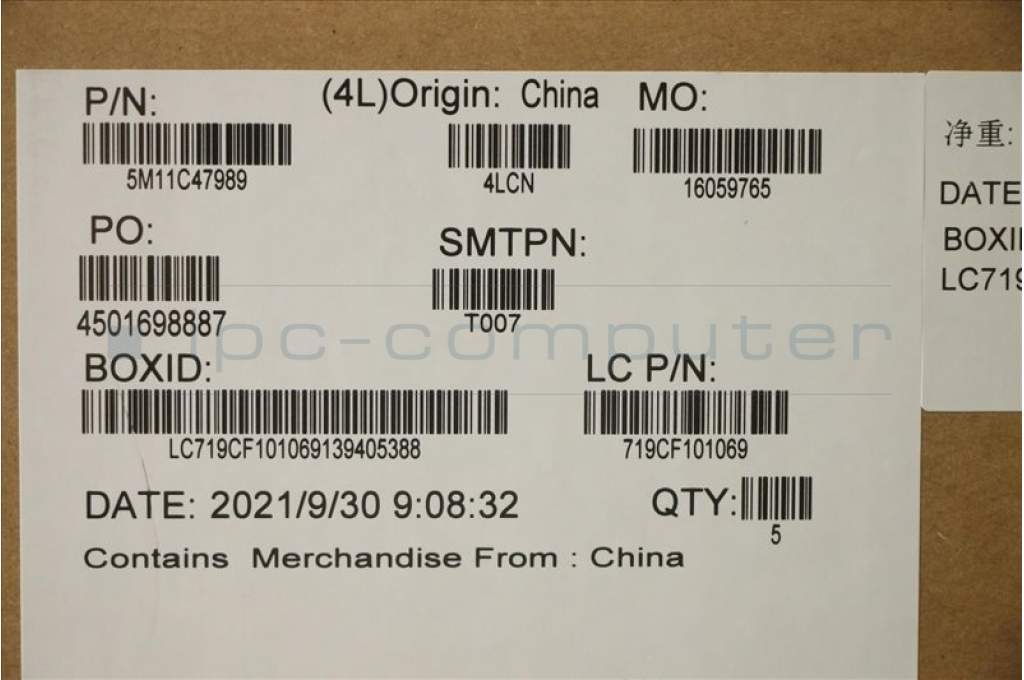 P/N: (4L)Origin: China MO:
5M11C47989 4LCN 16059765
PO: SMTPN:
4501698887 T007
ipc-computer
BOXID: LC P/N:
LC719CF101069139405388 719CF101069
DATE: 2021/9/30 9:08:32 QTY:
5
Contains Merchandise From : China
净重:
DATE
BOXI
LC719